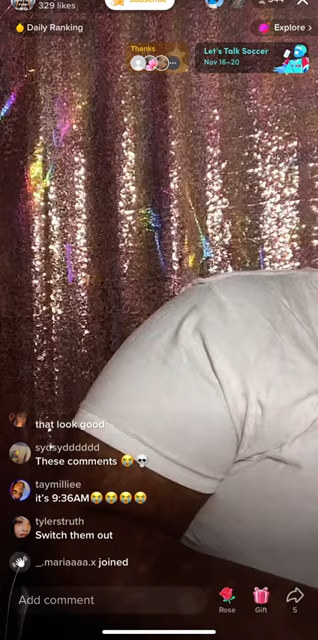 329 likes
Daily Ranking
Explore >
Thanks
Let's Talk Soccer
Nov 16-20
that look good
sydsydddddd
These comments 😭💀
taymilliee
it's 9:36AM😭😭😭😭
tylerstruth
Switch them out
_.mariaaaa.x joined
Add comment
Rose
Gift
5